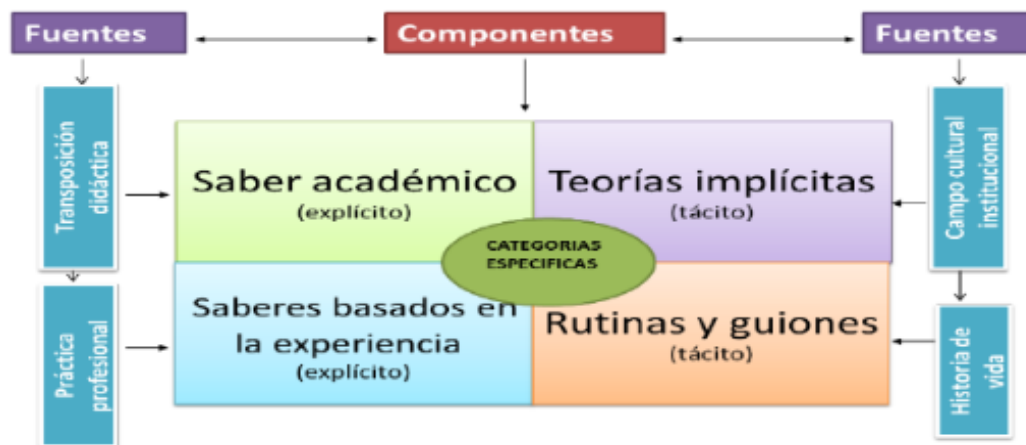 Fuentes
Componentes
Fuentes
Transposición
didáctica
Saber académico
(explícito)
Teorías implícitas
(tácito)
Campo cultural
institucional
CATEGORIAS
ESPECIFICAS
Práctica
profesional
Saberes basados en
la experiencia
(explícito)
Rutinas y guiones
(tácito)
Historia de
vida